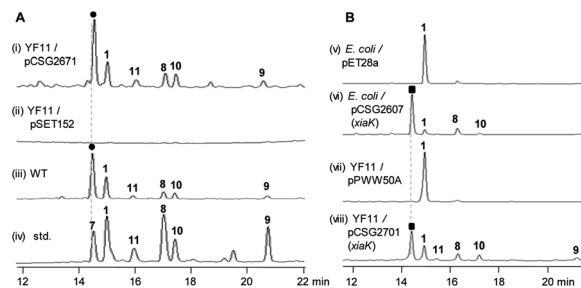 A
(i) YF11 /
pCSG2671
1
11
8
10
9
(ii) YF11 /
pSET152
(iii) WT
1
11
8
10
9
(iv) std.
7
1
11
8
10
9
12 14 16 18 20 22 min
B
(v) E. coli /
pET28a
1
(vi) E. coli /
pCSG2607
(xiaK)
1
8
10
(vii) YF11 /
pPWW50A
1
(viii) YF11 /
pCSG2701
(xiaK)
1
11
8
10
9
12 14 16 18 20 min